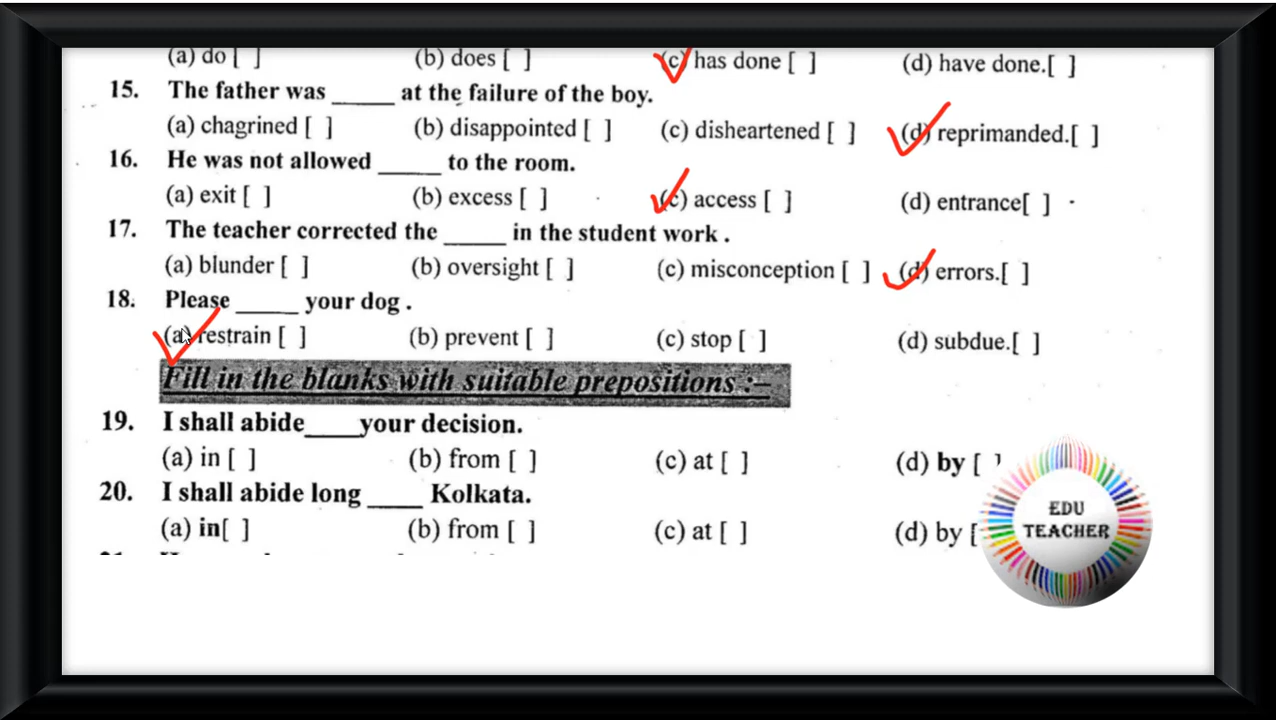 (a) do [ ] (b) does [ ] (c) has done [ ] (d) have done.[ ]
15. The father was _____ at the failure of the boy.
(a) chagrined [ ] (b) disappointed [ ] (c) disheartened [ ] (d) reprimanded.[ ]
16. He was not allowed _____ to the room.
(a) exit [ ] (b) excess [ ] (c) access [ ] (d) entrance[ ]
17. The teacher corrected the _____ in the student work .
(a) blunder [ ] (b) oversight [ ] (c) misconception [ ] (d) errors.[ ]
18. Please _____ your dog .
(a) restrain [ ] (b) prevent [ ] (c) stop [ ] (d) subdue.[ ]
Fill in the blanks with suitable prepositions :–
19. I shall abide____your decision.
(a) in [ ] (b) from [ ] (c) at [ ] (d) by [ ]
20. I shall abide long ____ Kolkata.
(a) in[ ] (b) from [ ] (c) at [ ] (d) by [
EDU
TEACHER